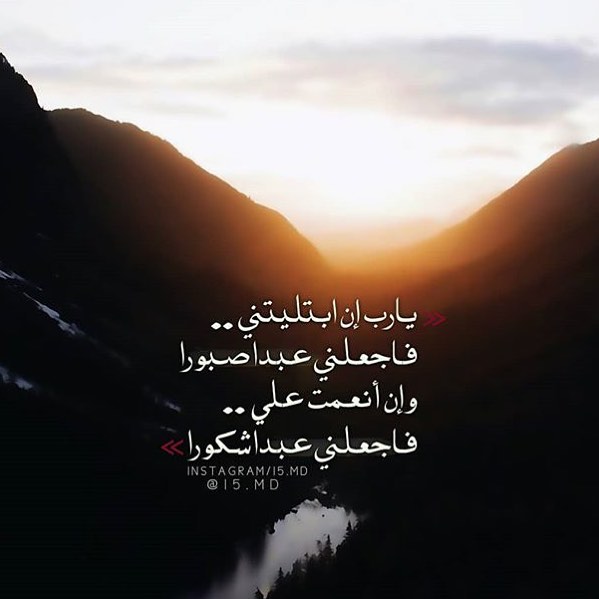 «يارب إن ابتليتني..
فاجعلني عبدا صبورا
وإن أنعمت علي..
فاجعلني عبدا شكورا»
INSTAGRAM/15.MD
@15.MD